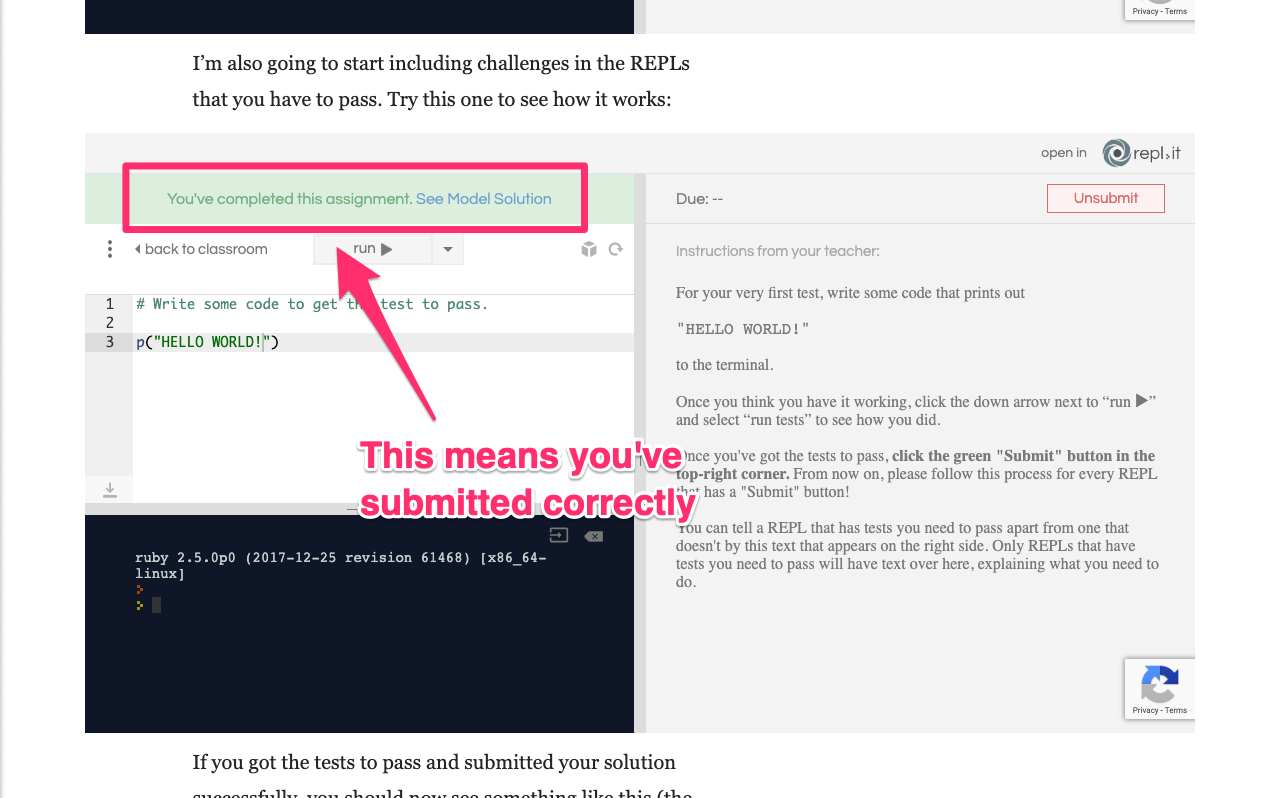 Privacy - Terms
I’m also going to start including challenges in the REPLs
that you have to pass. Try this one to see how it works:
open in repl.it
You've completed this assignment. See Model Solution
Due: --
Unsubmit
back to classroom
run
Instructions from your teacher:
1 # Write some code to get the test to pass.
2
3 p("HELLO WORLD!")
For your very first test, write some code that prints out
"HELLO WORLD!"
to the terminal.
Once you think you have it working, click the down arrow next to “run ▶”
and select “run tests” to see how you did.
Once you've got the tests to pass, click the green "Submit" button in the
top-right corner. From now on, please follow this process for every REPL
that has a "Submit" button!
You can tell a REPL that has tests you need to pass apart from one that
doesn't by this text that appears on the right side. Only REPLs that have
tests you need to pass will have text over here, explaining what you need to
do.
This means you've
submitted correctly
ruby 2.5.0p0 (2017-12-25 revision 61468) [x86_64-
linux]
Privacy - Terms
If you got the tests to pass and submitted your solution
successfully, you should now see something like this (the